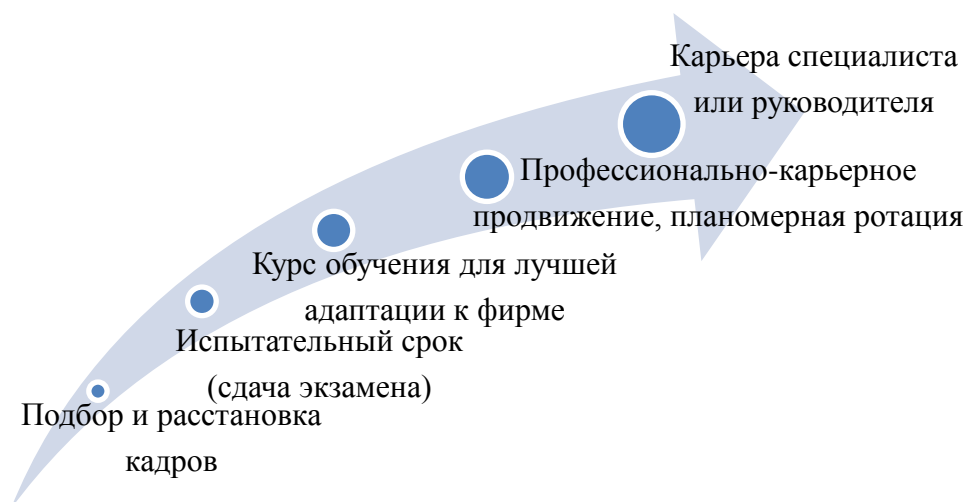 Карьера специалиста
или руководителя
Профессионально-карьерное
продвижение, планомерная ротация
Курс обучения для лучшей
адаптации к фирме
Испытательный срок
(сдача экзамена)
Подбор и расстановка
кадров